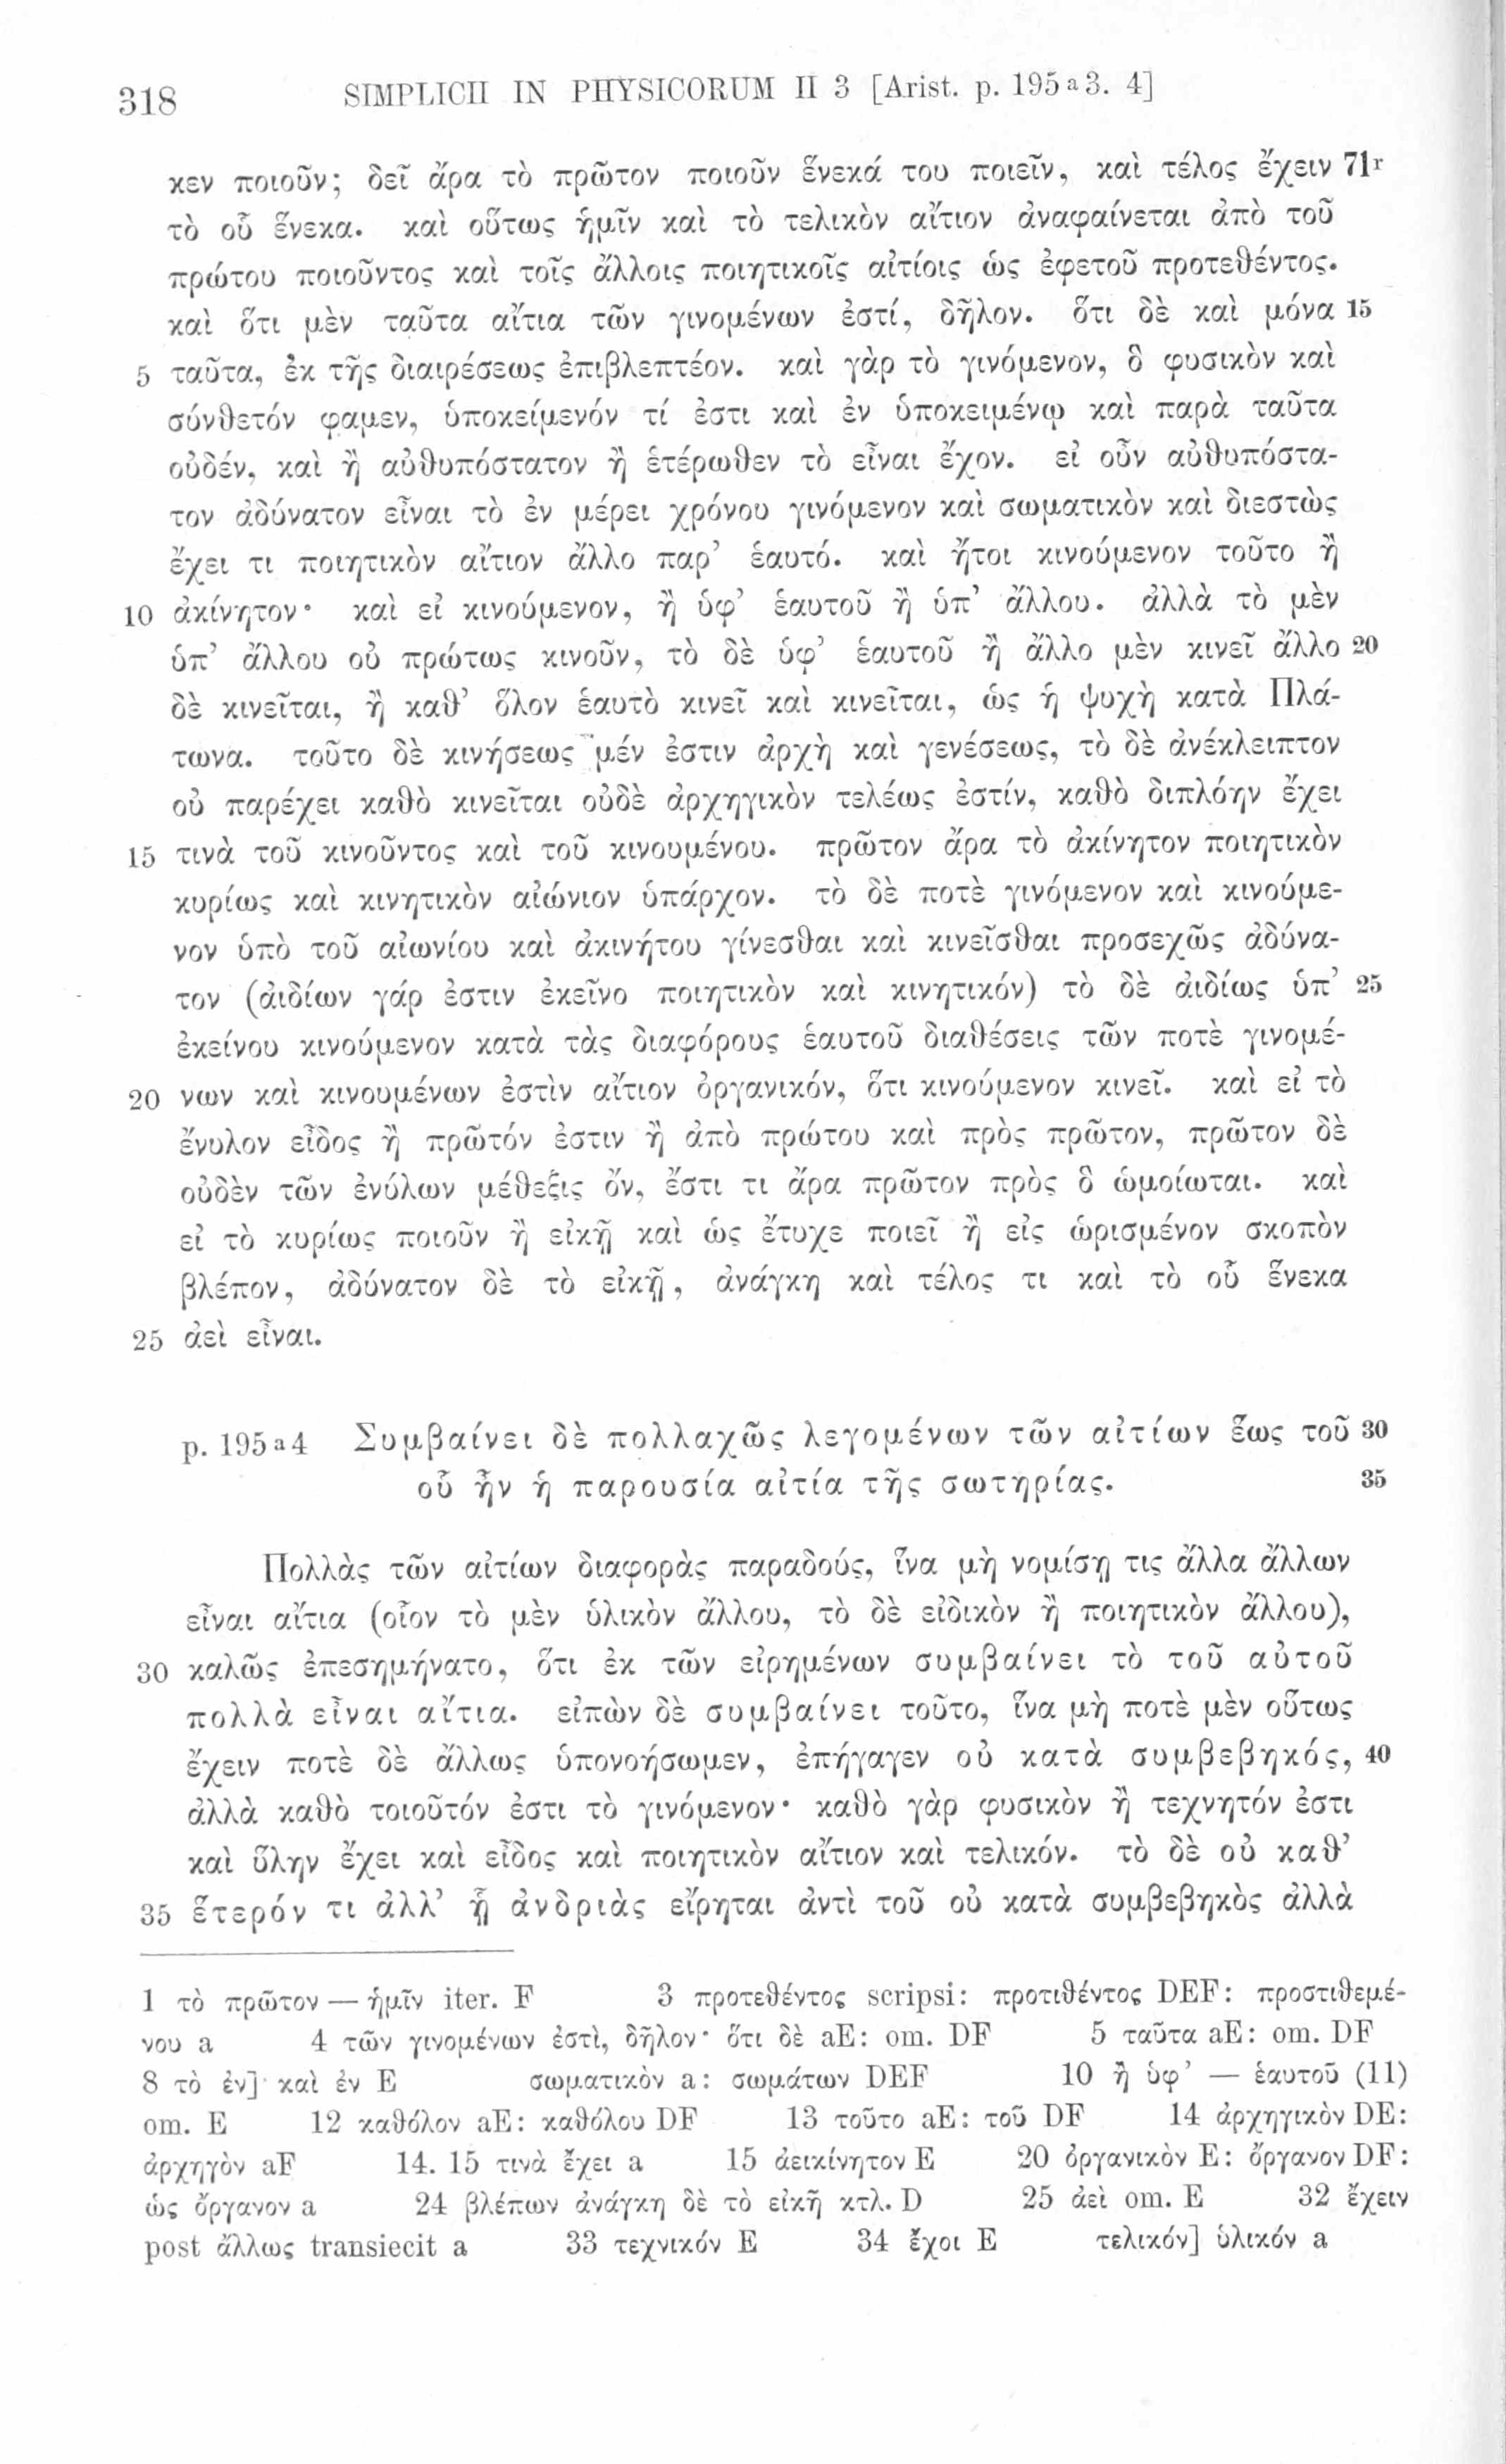 318 SIMPLICII IN PHYSICORUM II 3 [Arist. p. 195 a 3. 4]
κεν ποιοῦν; δεῖ ἄρα τὸ πρῶτον ποιοῦν ἕνεκά του ποιεῖν, καὶ τέλος ἔχειν 71r
τὸ οὗ ἕνεκα. καὶ οὕτως ἡμῖν καὶ τὸ τελικὸν αἴτιον ἀναφαίνεται ἀπὸ τοῦ
πρώτου ποιοῦντος καὶ τοῖς ἄλλοις ποιητικοῖς αἰτίοις ὡς ἐφετοῦ προτεθέντος.
καὶ ὅτι μὲν ταῦτα αἴτια τῶν γινομένων ἐστί, δῆλον. ὅτι δὲ καὶ μόνα 15
5 ταῦτα, ἐκ τῆς διαιρέσεως ἐπιβλεπτέον. καὶ γὰρ τὸ γινόμενον, ὃ φυσικὸν καὶ
σύνθετόν φαμεν, ὑποκείμενόν τί ἐστι καὶ ἐν ὑποκειμένῳ καὶ παρὰ ταῦτα
οὐδέν, καὶ ἢ αὐθυπόστατον ἢ ἑτέρωθεν τὸ εἶναι ἔχον. εἰ οὖν αὐθυπόστα-
τον ἀδύνατον εἶναι τὸ ἐν μέρει χρόνου γινόμενον καὶ σωματικὸν καὶ διεστὼς
ἔχει τι ποιητικὸν αἴτιον ἄλλο παρ’ ἑαυτό. καὶ ἤτοι κινούμενον τοῦτο ἢ
10 ἀκίνητον· καὶ εἰ κινούμενον, ἢ ὑφ’ ἑαυτοῦ ἢ ὑπ’ ἄλλου. ἀλλὰ τὸ μὲν
ὑπ’ ἄλλου οὐ πρώτως κινοῦν, τὸ δὲ ὑφ’ ἑαυτοῦ ἢ ἄλλο μὲν κινεῖ ἄλλο 20
δὲ κινεῖται, ἢ καθ’ ὅλον ἑαυτὸ κινεῖ καὶ κινεῖται, ὡς ἡ ψυχὴ κατὰ Πλά-
τωνα. τοῦτο δὲ κινήσεως μέν ἐστιν ἀρχὴ καὶ γενέσεως, τὸ δὲ ἀνέκλειπτον
οὐ παρέχει καθὸ κινεῖται οὐδὲ ἀρχηγικὸν τελέως ἐστίν, καθὸ διπλόην ἔχει
15 τινὰ τοῦ κινοῦντος καὶ τοῦ κινουμένου. πρῶτον ἄρα τὸ ἀκίνητον ποιητικὸν
κυρίως καὶ κινητικὸν αἰώνιον ὑπάρχον. τὸ δὲ ποτὲ γινόμενον καὶ κινούμε-
νον ὑπὸ τοῦ αἰωνίου καὶ ἀκινήτου γίνεσθαι καὶ κινεῖσθαι προσεχῶς ἀδύνα-
τον (ἀιδίων γάρ ἐστιν ἐκεῖνο ποιητικὸν καὶ κινητικόν) τὸ δὲ ἀιδίως ὑπ’ 25
ἐκείνου κινούμενον κατὰ τὰς διαφόρους ἑαυτοῦ διαθέσεις τῶν ποτὲ γινομέ-
20 νων καὶ κινουμένων ἐστὶν αἴτιον ὀργανικόν, ὅτι κινούμενον κινεῖ. καὶ εἰ τὸ
ἔνυλον εἶδος ἢ πρῶτόν ἐστιν ἢ ἀπὸ πρώτου καὶ πρὸς πρῶτον, πρῶτον δὲ
οὐδὲν τῶν ἐνύλων μέθεξις ὄν, ἔστι τι ἄρα πρῶτον πρὸς ὃ ὡμοίωται. καὶ
εἰ τὸ κυρίως ποιοῦν ἢ εἰκῇ καὶ ὡς ἔτυχε ποιεῖ ἢ εἰς ὡρισμένον σκοπὸν
βλέπον, ἀδύνατον δὲ τὸ εἰκῇ, ἀνάγκη καὶ τέλος τι καὶ τὸ οὗ ἕνεκα
25 ἀεὶ εἶναι.
p. 195 a 4 Συμβαίνει δὲ πολλαχῶς λεγομένων τῶν αἰτίων ἕως τοῦ 30
οὗ ἦν ἡ παρουσία αἰτία τῆς σωτηρίας. 35
Πολλὰς τῶν αἰτίων διαφορὰς παραδούς, ἵνα μὴ νομίσῃ τις ἄλλα ἄλλων
εἶναι αἴτια (οἷον τὸ μὲν ὑλικὸν ἄλλου, τὸ δὲ εἰδικὸν ἢ ποιητικὸν ἄλλου),
30 καλῶς ἐπεσημήνατο, ὅτι ἐκ τῶν εἰρημένων συμβαίνει τὸ τοῦ αὐτοῦ
πολλὰ εἶναι αἴτια. εἰπὼν δὲ συμβαίνει τοῦτο, ἵνα μὴ ποτὲ μὲν οὕτως
ἔχειν ποτὲ δὲ ἄλλως ὑπονοήσωμεν, ἐπήγαγεν οὐ κατὰ συμβεβηκός, 40
ἀλλὰ καθὸ τοιοῦτόν ἐστι τὸ γινόμενον· καθὸ γὰρ φυσικὸν ἢ τεχνητόν ἐστι
καὶ ὕλην ἔχει καὶ εἶδος καὶ ποιητικὸν αἴτιον καὶ τελικόν. τὸ δὲ οὐ καθ’
35 ἕτερόν τι ἀλλ’ ᾗ ἀνδριὰς εἴρηται ἀντὶ τοῦ οὐ κατὰ συμβεβηκὸς ἀλλὰ
1 τὸ πρῶτον — ἡμῖν iter. F 3 προτεθέντος scripsi: προτιθέντος DEF: προστιθεμέ-
νου a 4 τῶν γινομένων ἐστὶ, δῆλον· ὅτι δὲ aE: om. DF 5 ταῦτα aE: om. DF
8 τὸ ἐν] καὶ ἐν E σωματικὸν a: σωμάτων DEF 10 ἢ ὑφ’ — ἑαυτοῦ (11)
om. E 12 καθόλον aE: καθόλου DF 13 τοῦτο aE: τοῦ DF 14 ἀρχηγικὸν DE:
ἀρχηγὸν aF 14. 15 τινὰ ἔχει a 15 ἀεικίνητον E 20 ὀργανικὸν E: ὄργανον DF:
ὡς ὄργανον a 24 βλέπων ἀνάγκη δὲ τὸ εἰκῆ κτλ. D 25 ἀεὶ om. E 32 ἔχειν
post ἄλλως transiecit a 33 τεχνικόν E 34 ἔχοι E τελικόν] ὑλικόν a